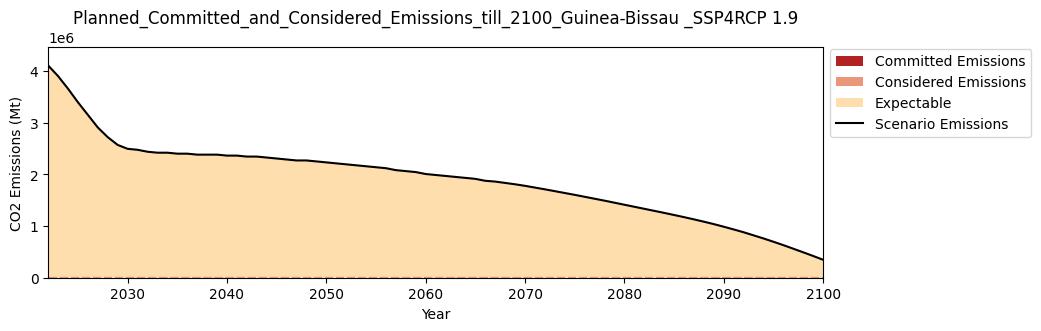 Planned_Committed_and_Considered_Emissions_till_2100_Guinea-Bissau _SSP4RCP 1.9
1e6
4
3
2
1
0
CO2 Emissions (Mt)
2030 2040 2050 2060 2070 2080 2090 2100
Year
Committed Emissions
Considered Emissions
Expectable
Scenario Emissions